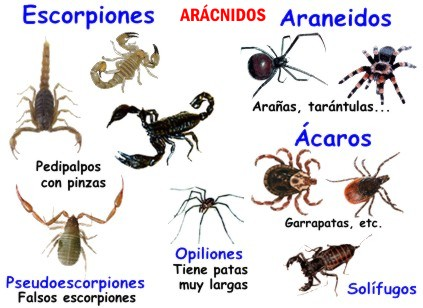 Escorpiones
ARÁCNIDOS
Araneidos
Arañas, tarántulas...
Pedipalpos
con pinzas
Ácaros
Garrapatas, etc.
Opiliones
Tiene patas
muy largas
Pseudoescorpiones
Falsos escorpiones
Solífugos